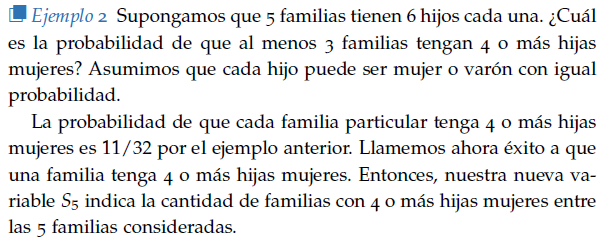 Ejemplo 2 Supongamos que 5 familias tienen 6 hijos cada una. ¿Cuál
es la probabilidad de que al menos 3 familias tengan 4 o más hijas
mujeres? Asumimos que cada hijo puede ser mujer o varón con igual
probabilidad.
La probabilidad de que cada familia particular tenga 4 o más hijas
mujeres es 11/32 por el ejemplo anterior. Llamemos ahora éxito a que
una familia tenga 4 o más hijas mujeres. Entonces, nuestra nueva va-
riable S₅ indica la cantidad de familias con 4 o más hijas mujeres entre
las 5 familias consideradas.